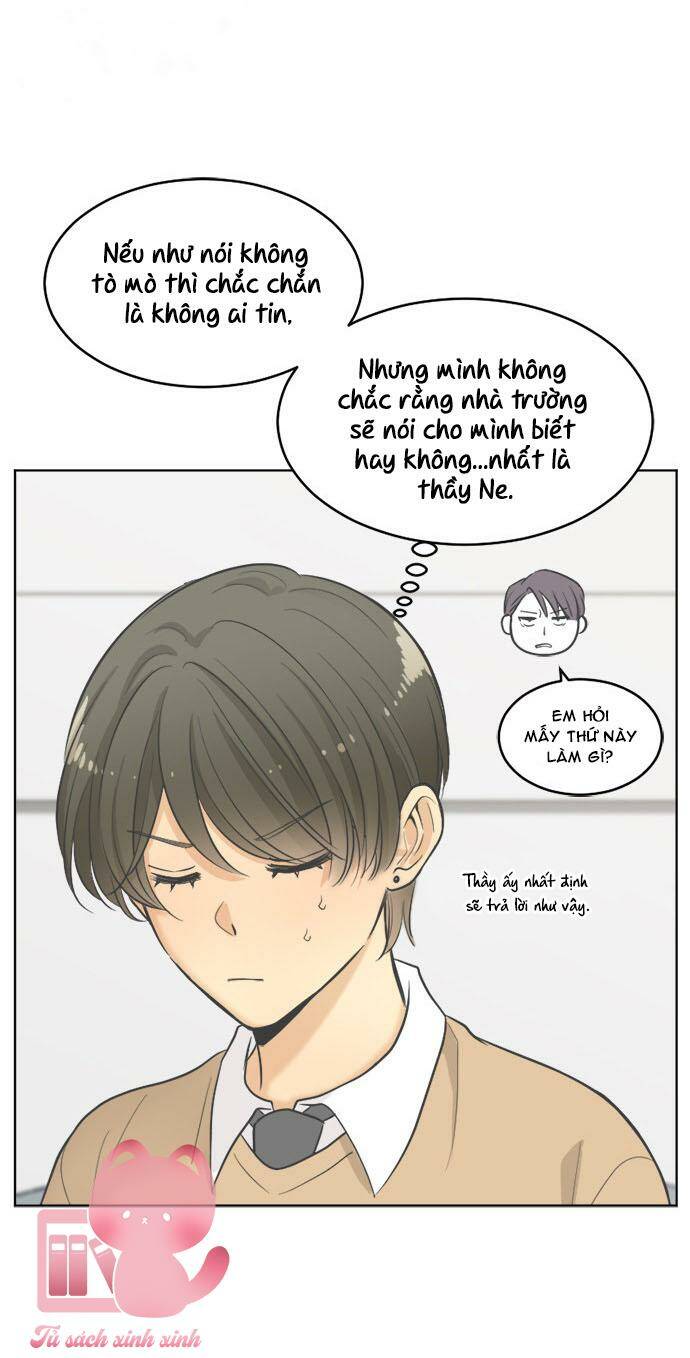 Nếu như nói không
tò mò thì chắc chắn
là không ai tin,
Nhưng mình không
chắc rằng nhà trường
sẽ nói cho mình biết
hay không...nhất là
thầy Ne.
EM HỎI
MẤY THỨ NÀY
LÀM GÌ?
Thầy ấy nhất định
sẽ trả lời như vậy.
Tủ sách xinh xinh